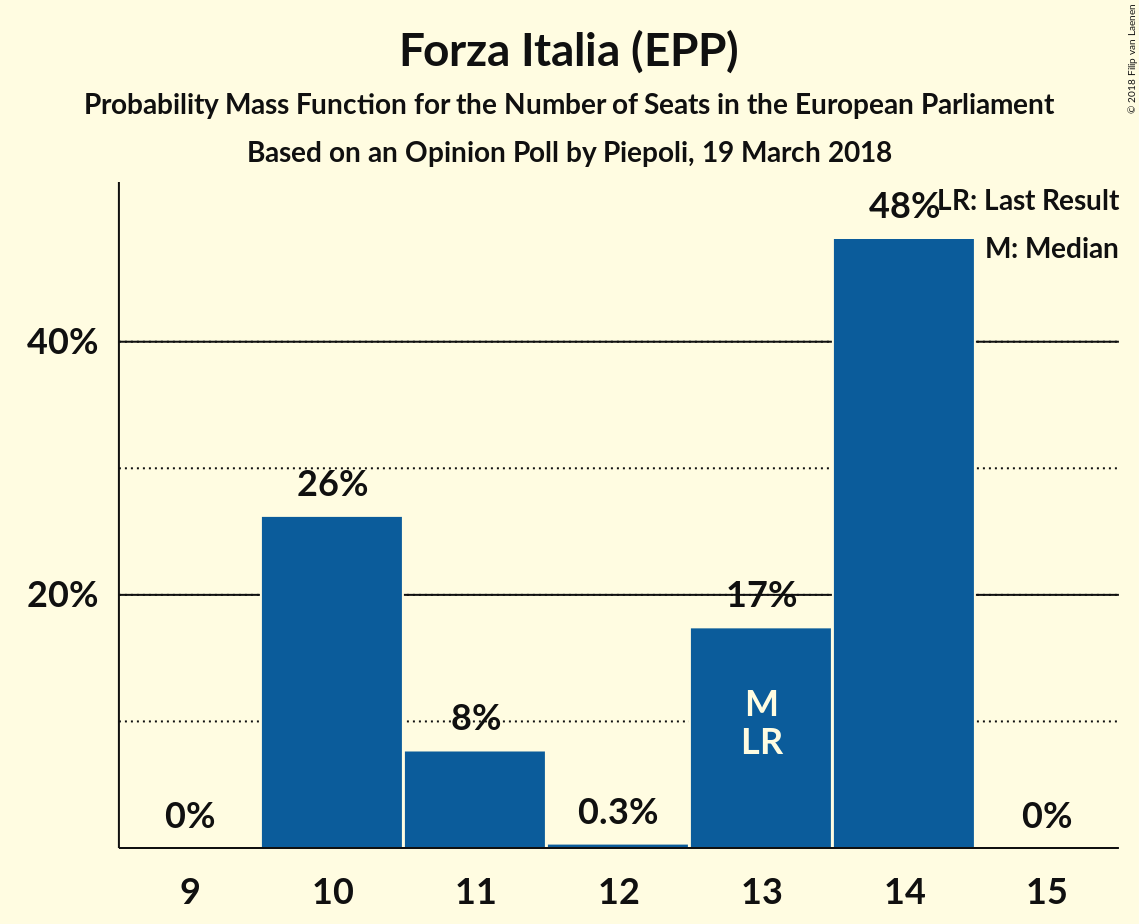 Forza Italia (EPP)
Probability Mass Function for the Number of Seats in the European Parliament
Based on an Opinion Poll by Piepoli, 19 March 2018
© 2018 Filip van Laenen
LR: Last Result
M: Median
48%
40%
26%
20%
17%
M
LR
8%
0%
0.3%
0%
9 10 11 12 13 14 15